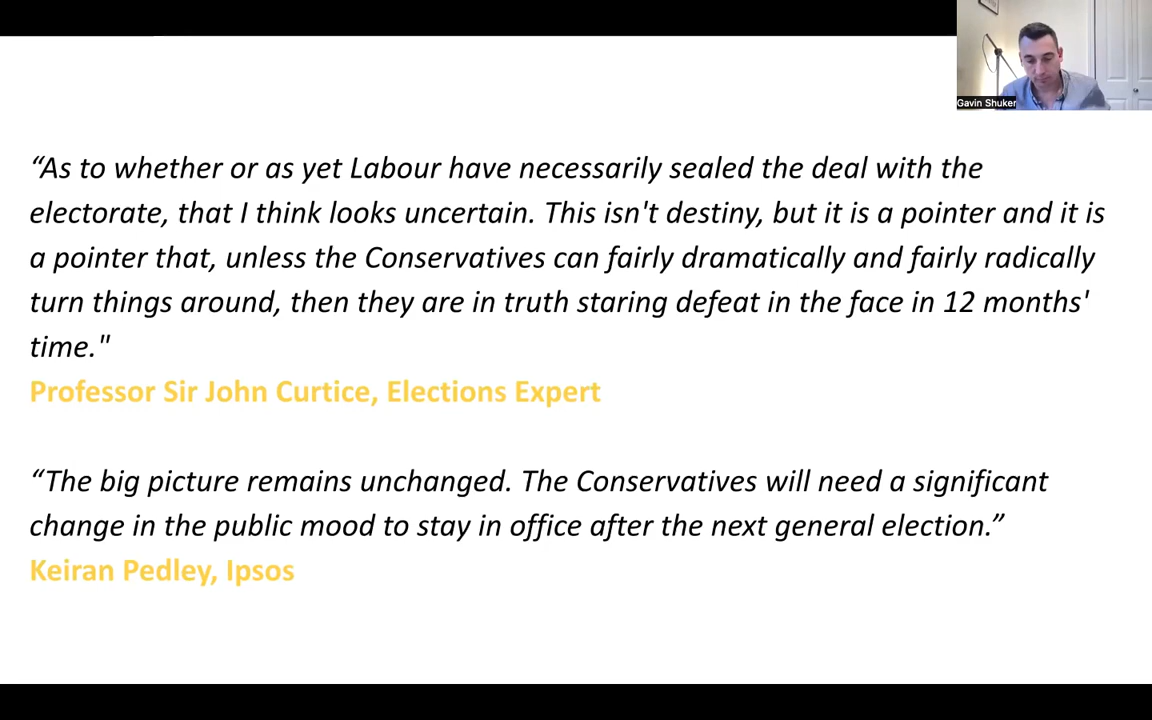 Gavin Shuker
“As to whether or as yet Labour have necessarily sealed the deal with the
electorate, that I think looks uncertain. This isn't destiny, but it is a pointer and it is
a pointer that, unless the Conservatives can fairly dramatically and fairly radically
turn things around, then they are in truth staring defeat in the face in 12 months'
time."
Professor Sir John Curtice, Elections Expert
“The big picture remains unchanged. The Conservatives will need a significant
change in the public mood to stay in office after the next general election.”
Keiran Pedley, Ipsos